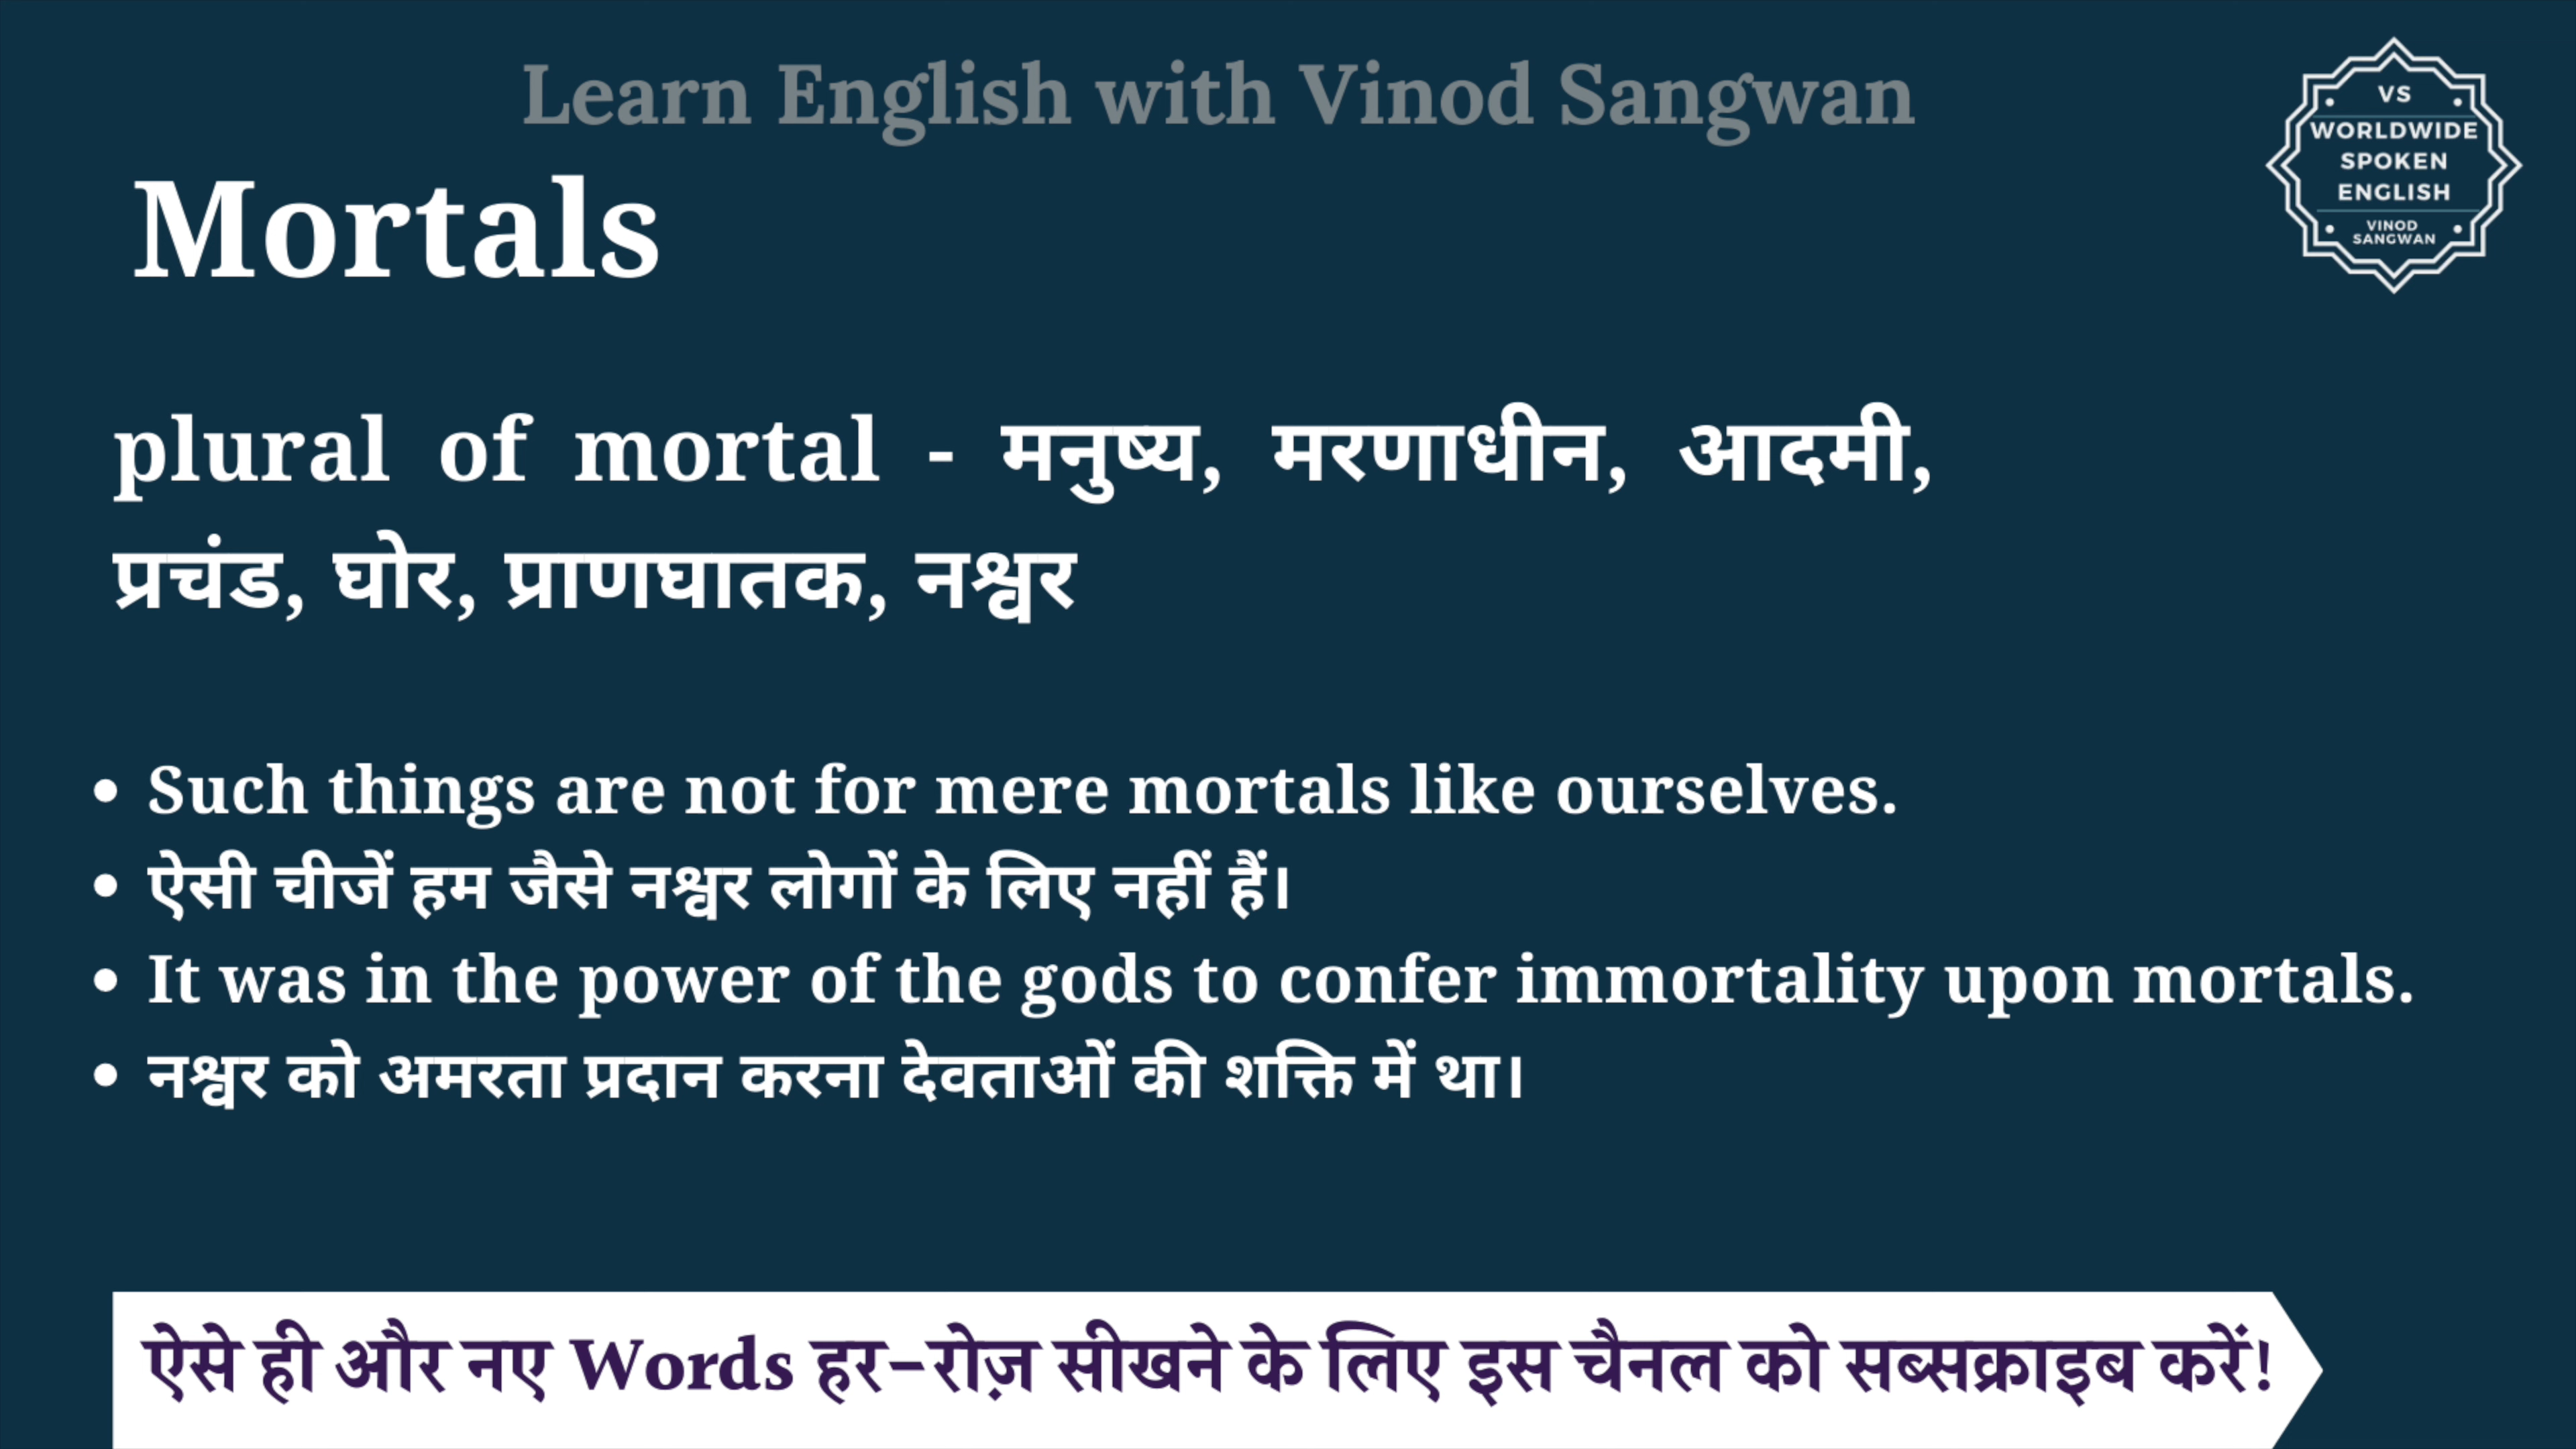 Learn English with Vinod Sangwan
VS
WORLDWIDE
SPOKEN
ENGLISH
VINOD
SANGWAN
Mortals
plural of mortal - मनुष्य, मरणाधीन, आदमी,
प्रचंड, घोर, प्राणघातक, नश्वर
• Such things are not for mere mortals like ourselves.
• ऐसी चीजें हम जैसे नश्वर लोगों के लिए नहीं हैं।
• It was in the power of the gods to confer immortality upon mortals.
• नश्वर को अमरता प्रदान करना देवताओं की शक्ति में था।
ऐसे ही और नए Words हर-रोज़ सीखने के लिए इस चैनल को सब्सक्राइब करें!